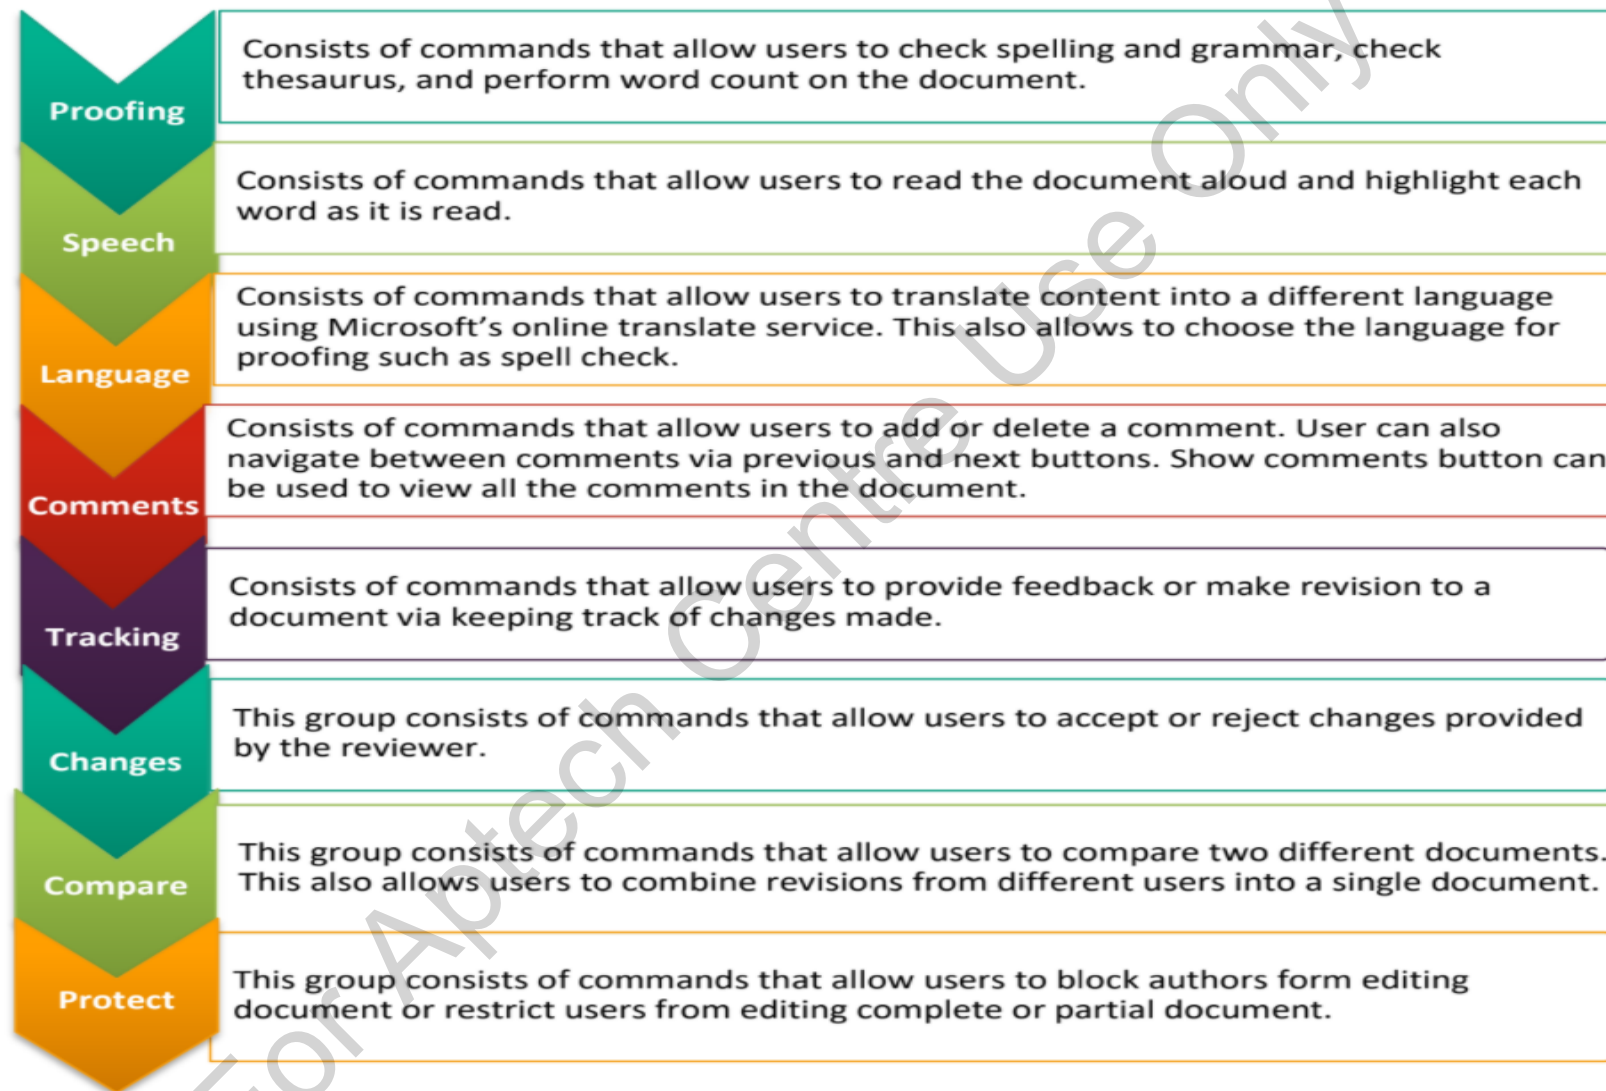 Proofing
Consists of commands that allow users to check spelling and grammar, check
thesaurus, and perform word count on the document.
Speech
Consists of commands that allow users to read the document aloud and highlight each
word as it is read.
Language
Consists of commands that allow users to translate content into a different language
using Microsoft's online translate service. This also allows to choose the language for
proofing such as spell check.
Comments
Consists of commands that allow users to add or delete a comment. User can also
navigate between comments via previous and next buttons. Show comments button can
be used to view all the comments in the document.
Tracking
Consists of commands that allow users to provide feedback or make revision to a
document via keeping track of changes made.
Changes
This group consists of commands that allow users to accept or reject changes provided
by the reviewer.
Compare
This group consists of commands that allow users to compare two different documents.
This also allows users to combine revisions from different users into a single document.
Protect
This group consists of commands that allow users to block authors form editing
document or restrict users from editing complete or partial document.
For Aptech Centre Use Only